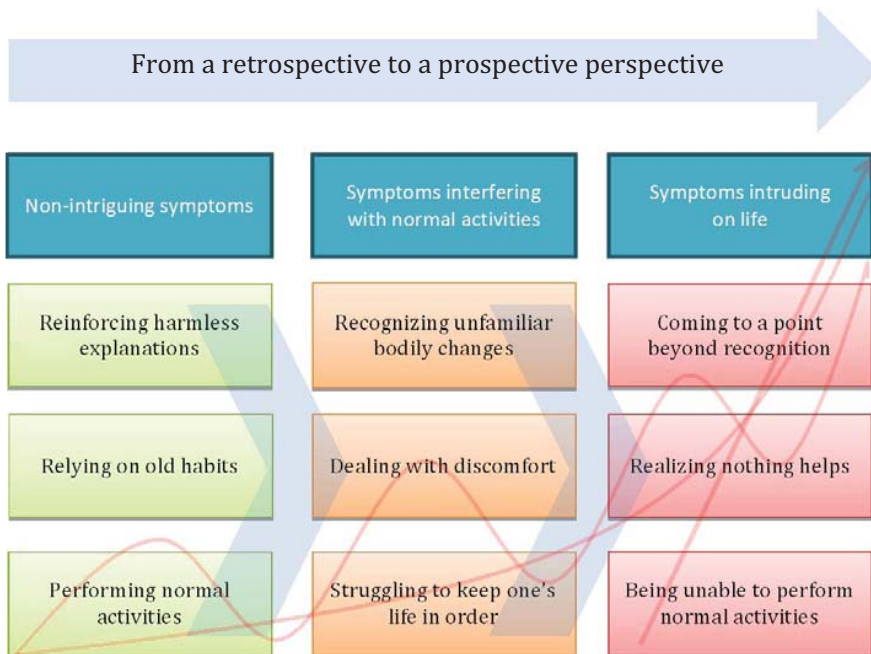 From a retrospective to a prospective perspective
Non-intriguing symptoms
Symptoms interfering
with normal activities
Symptoms intruding
on life
Reinforcing harmless
explanations
Recognizing unfamiliar
bodily changes
Coming to a point
beyond recognition
Relying on old habits
Dealing with discomfort
Realizing nothing helps
Performing normal
activities
Struggling to keep one's
life in order
Being unable to perform
normal activities